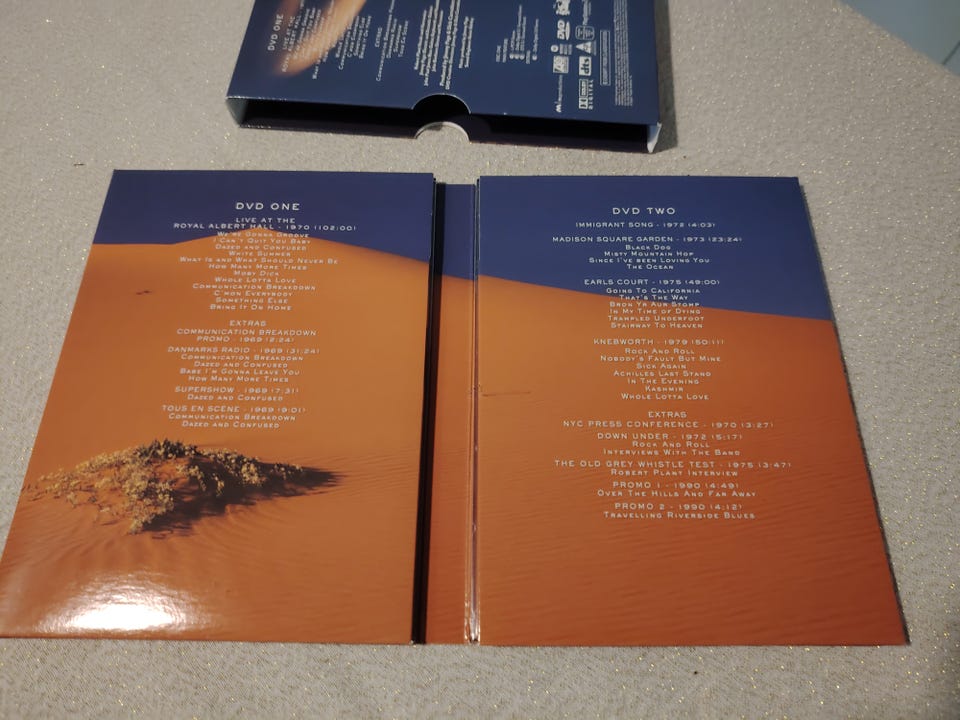 DVD ONE
LIVE AT THE
DVD
DOLBY
DIGITAL
dts
EXTRAS
DVD ONE
LIVE AT THE
ROYAL ALBERT HALL - 1970 (102:00)
WE'RE GONNA GROOVE
I CAN'T QUIT YOU BABY
DAZED AND CONFUSED
WHITE SUMMER
WHAT IS AND WHAT SHOULD NEVER BE
HOW MANY MORE TIMES
MOBY DICK
WHOLE LOTTA LOVE
COMMUNICATION BREAKDOWN
C'MON EVERYBODY
SOMETHING ELSE
BRING IT ON HOME
EXTRAS
COMMUNICATION BREAKDOWN
PROMO - 1969 (2:24)
DANMARKS RADIO - 1969 (31:24)
COMMUNICATION BREAKDOWN
DAZED AND CONFUSED
BABE I'M GONNA LEAVE YOU
HOW MANY MORE TIMES
SUPERSHOW - 1969 (7:31)
DAZED AND CONFUSED
TOUS EN SCÈNE - 1969 (9:01)
COMMUNICATION BREAKDOWN
DAZED AND CONFUSED
DVD TWO
IMMIGRANT SONG - 1972 (4:03)
MADISON SQUARE GARDEN - 1973 (23:24)
BLACK DOG
MISTY MOUNTAIN HOP
SINCE I'VE BEEN LOVING YOU
THE OCEAN
EARLS COURT - 1975 (49:00)
GOING TO CALIFORNIA
THAT'S THE WAY
BRON YR AUR STOMP
IN MY TIME OF DYING
TRAMPLED UNDERFOOT
STAIRWAY TO HEAVEN
KNEBWORTH - 1979 (50:11)
ROCK AND ROLL
NOBODY'S FAULT BUT MINE
SICK AGAIN
ACHILLES LAST STAND
IN THE EVENING
KASHMIR
WHOLE LOTTA LOVE
EXTRAS
NYC PRESS CONFERENCE - 1970 (3:27)
DOWN UNDER - 1972 (5:17)
ROCK AND ROLL
INTERVIEWS WITH THE BAND
THE OLD GREY WHISTLE TEST - 1975 (3:47)
ROBERT PLANT INTERVIEW
PROMO 1 - 1990 (4:49)
OVER THE HILLS AND FAR AWAY
PROMO 2 - 1990 (4:12)
TRAVELLING RIVERSIDE BLUES